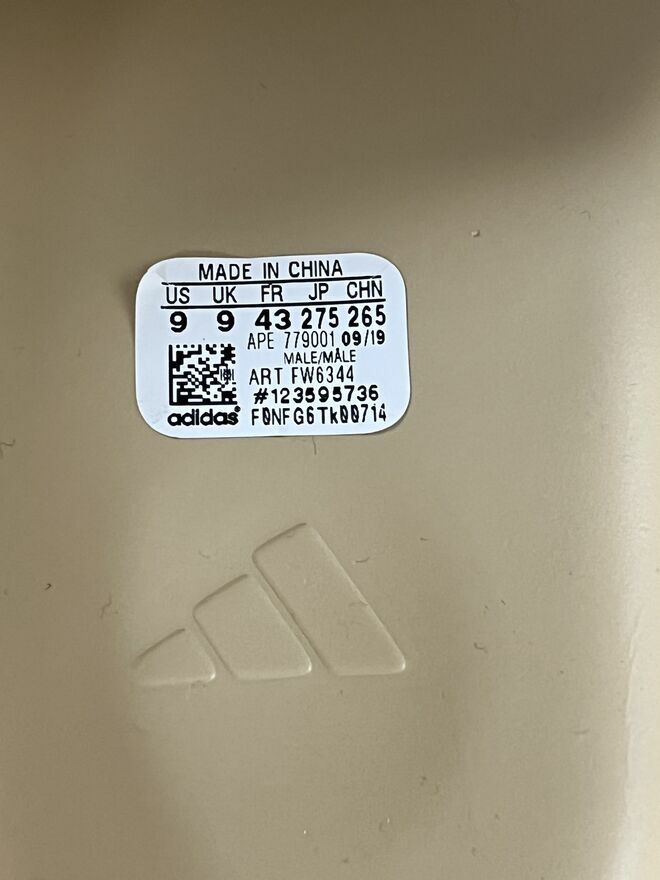 MADE IN CHINA
US UK FR JP CHN
9 9 43 275 265
APE 779001 09/19
MALE/MÂLE
ART FW6344
#123595736
adidas® F0NFG6Tk00714